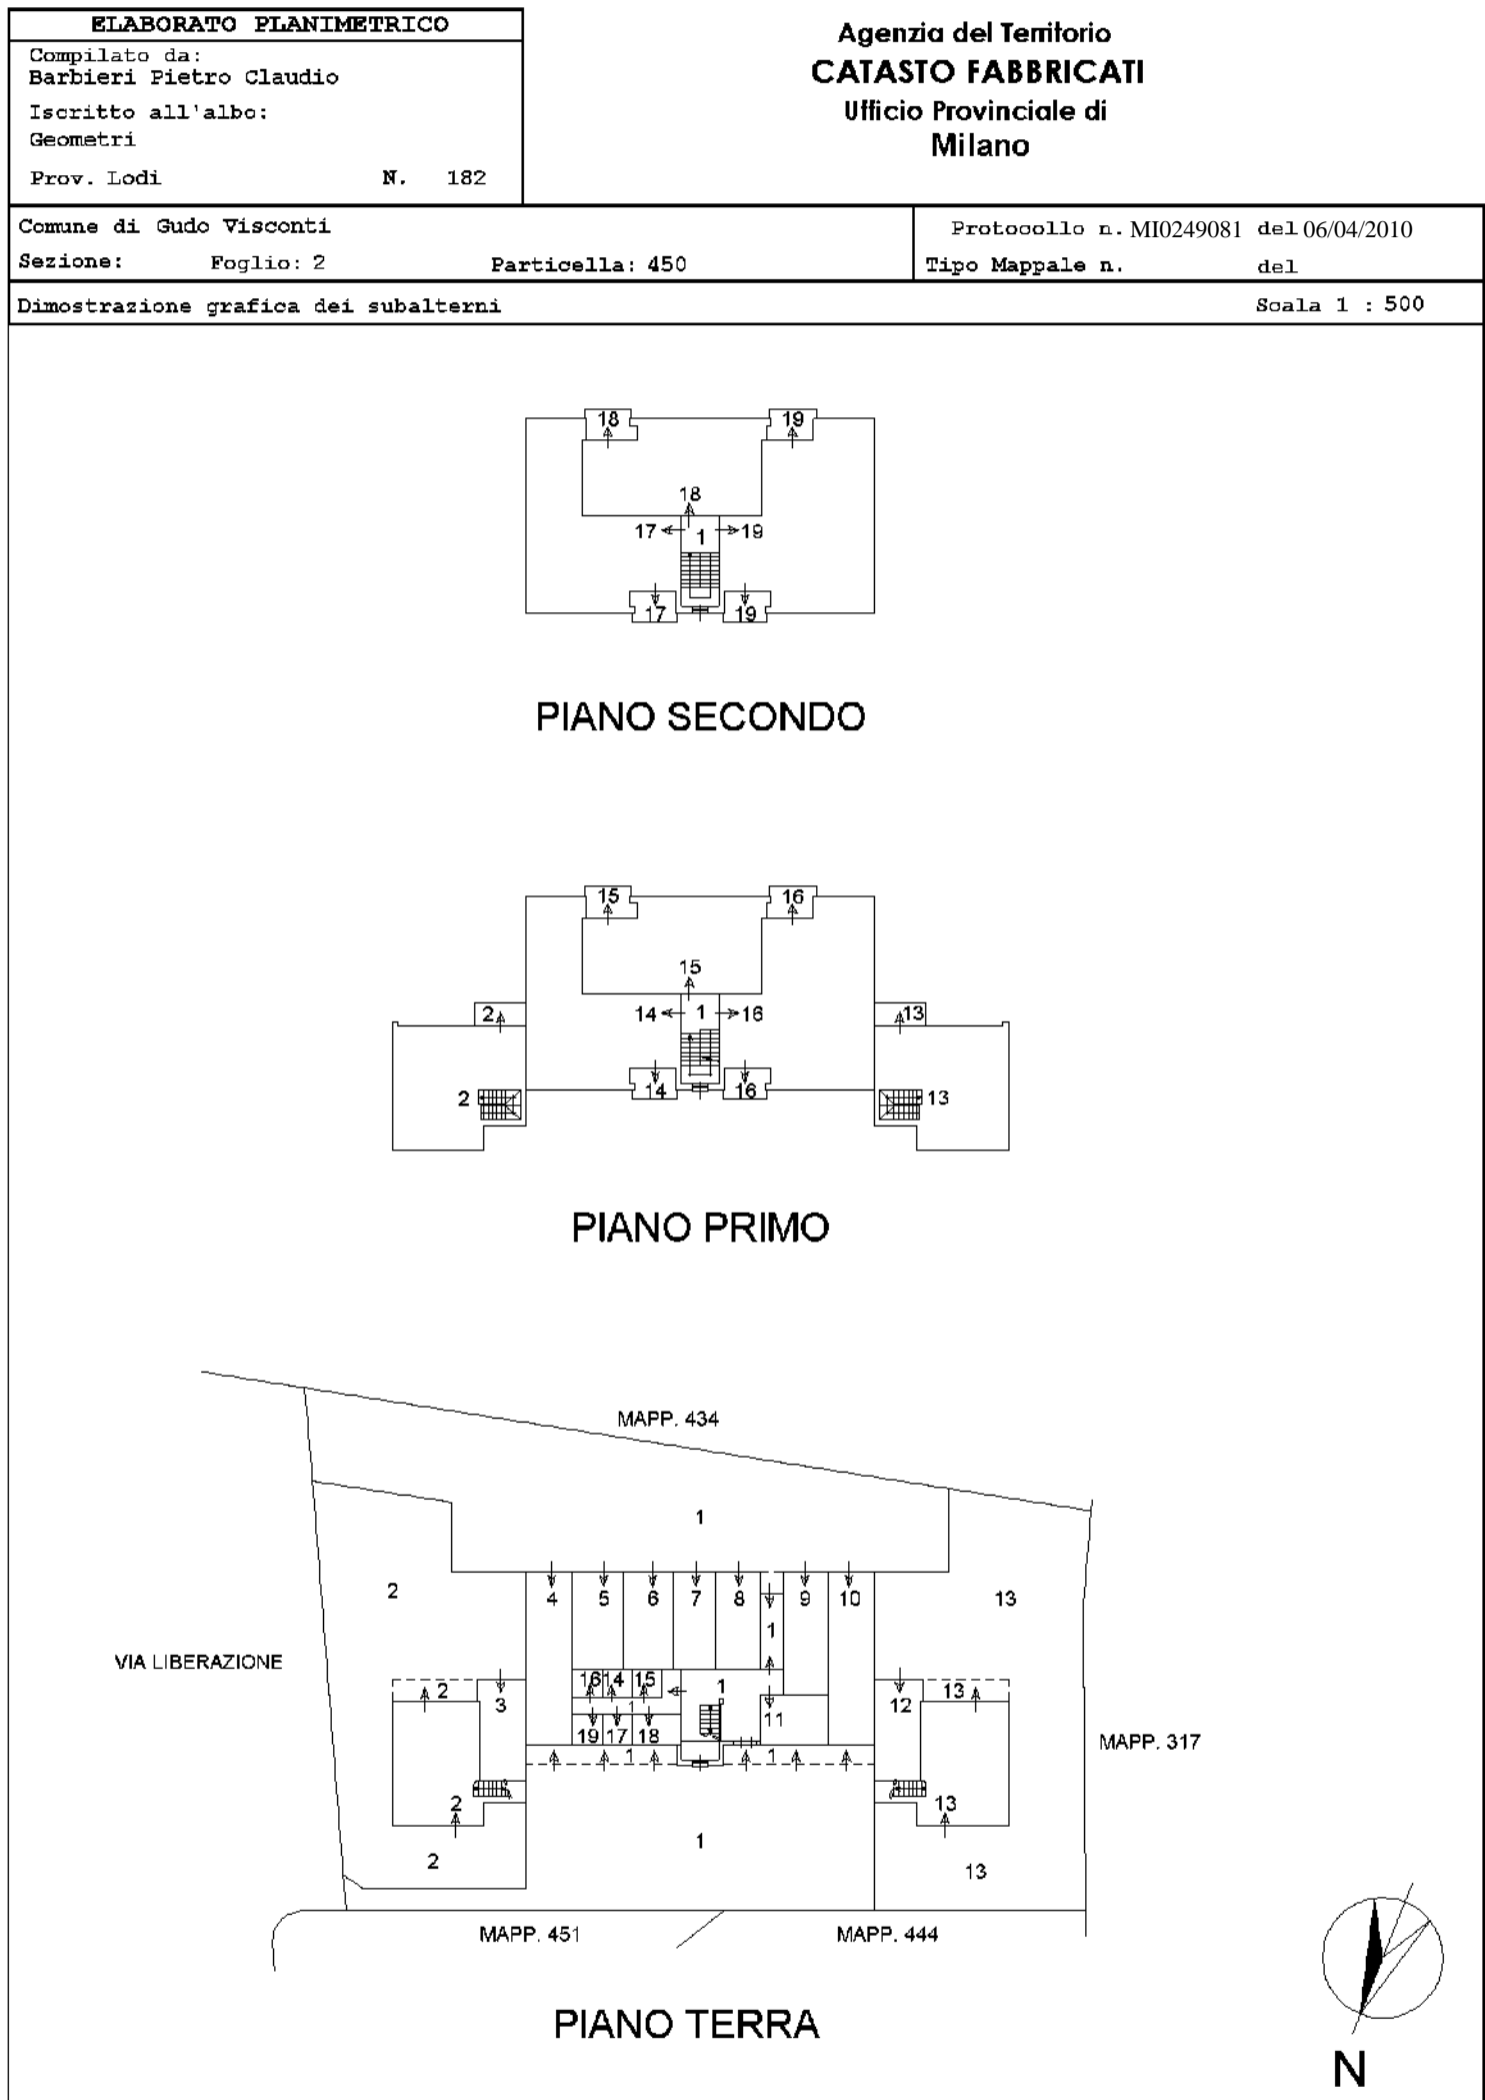 ELABORATO PLANIMETRICO
Compilato da:
Barbieri Pietro Claudio
Iscritto all'albo:
Geometri
Prov. Lodi N. 182
Agenzia del Territorio
CATASTO FABBRICATI
Ufficio Provinciale di
Milano
Comune di Gudo Visconti
Sezione: Foglio: 2 Particella: 450
Protocollo n. MI0249081 del 06/04/2010
Tipo Mappale n. del
Dimostrazione grafica dei subalterni Scala 1 : 500
18 19
18
17 1 19
17 19
PIANO SECONDO
15 16
15
2 14 1 16 13
2 14 16 13
PIANO PRIMO
MAPP. 434
1
2 4 5 6 7 8 9 10 13
1
VIA LIBERAZIONE
16 14 15 1
2 3 1 11 12 13
19 17 18
1 1
MAPP. 317
2 13
1
2 13
MAPP. 451 MAPP. 444
PIANO TERRA
N